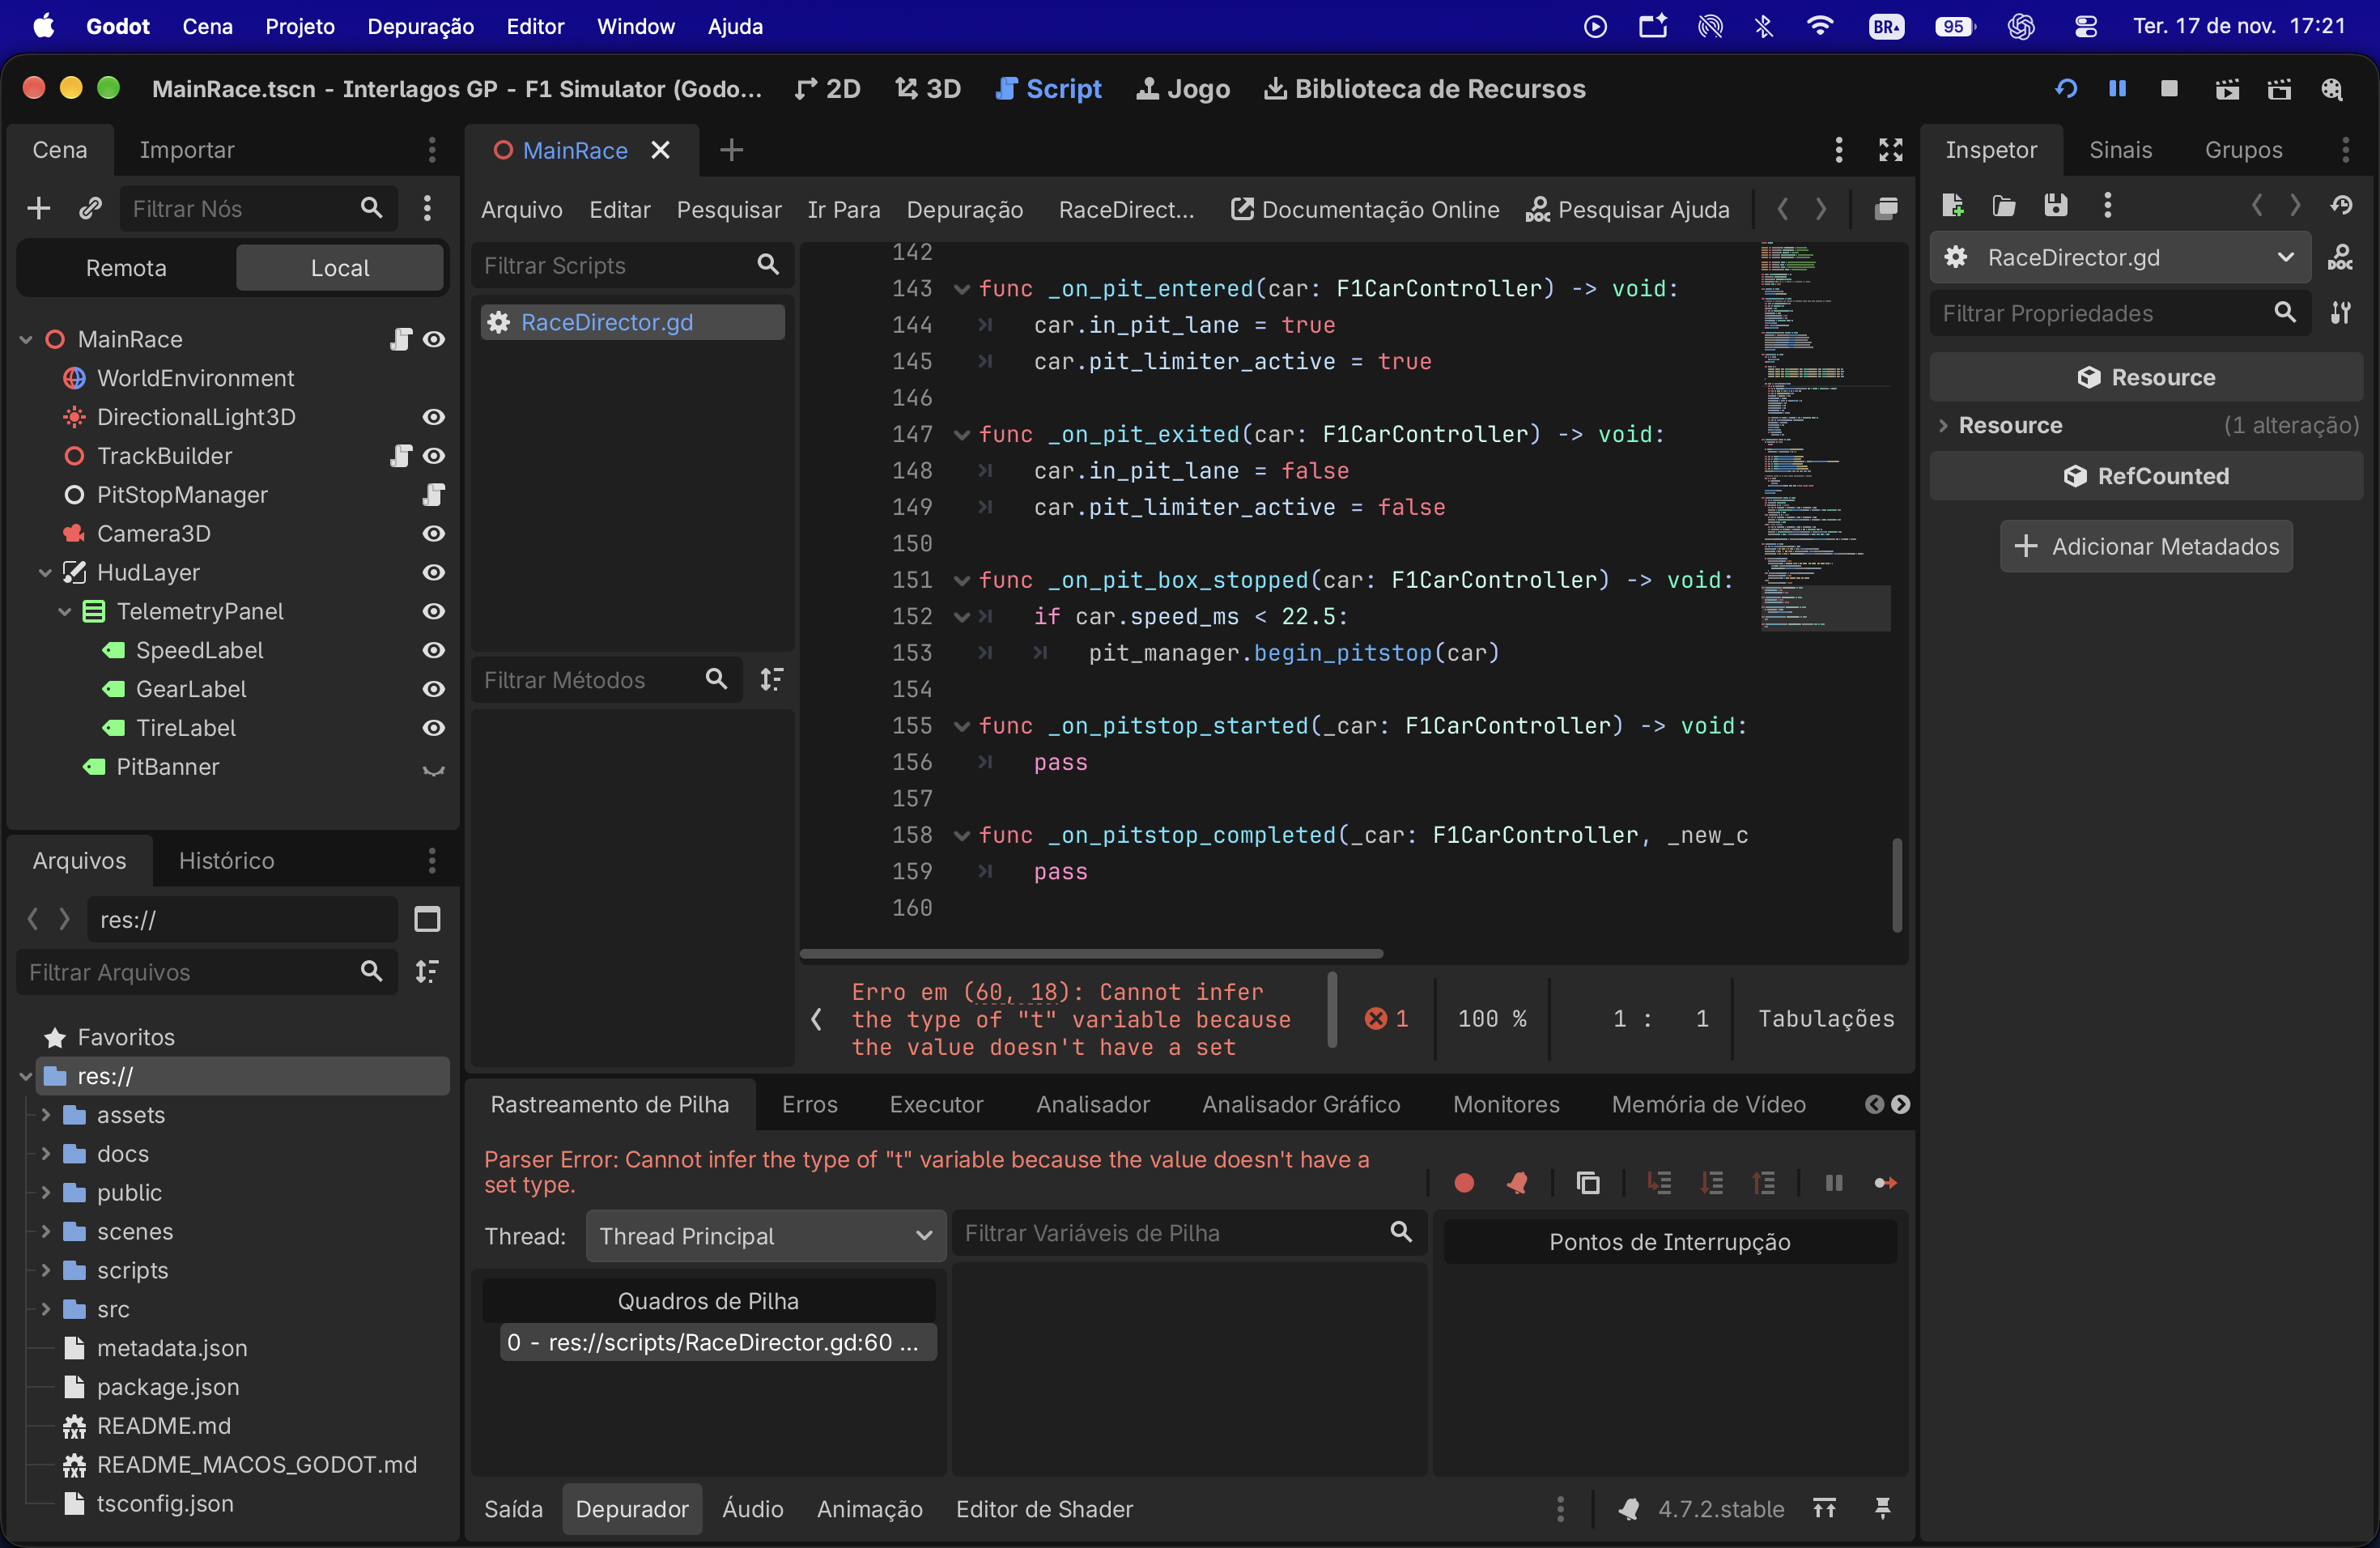 Godot Cena Projeto Depuração Editor Window Ajuda BR 95 Ter. 17 de nov. 17:21
MainRace.tscn - Interlagos GP - F1 Simulator (Godo... 2D 3D Script Jogo Biblioteca de Recursos
Cena Importar
Filtrar Nós
Remota Local
MainRace
WorldEnvironment
DirectionalLight3D
TrackBuilder
PitStopManager
Camera3D
HudLayer
TelemetryPanel
SpeedLabel
GearLabel
TireLabel
PitBanner
Arquivos Histórico
res://
Filtrar Arquivos
Favoritos
res://
assets
docs
public
scenes
scripts
src
metadata.json
package.json
README.md
README_MACOS_GODOT.md
tsconfig.json
MainRace
Arquivo Editar Pesquisar Ir Para Depuração RaceDirect... Documentação Online Pesquisar Ajuda
Filtrar Scripts
RaceDirector.gd
Filtrar Métodos
142
143 func _on_pit_entered(car: F1CarController) -> void:
144 car.in_pit_lane = true
145 car.pit_limiter_active = true
146
147 func _on_pit_exited(car: F1CarController) -> void:
148 car.in_pit_lane = false
149 car.pit_limiter_active = false
150
151 func _on_pit_box_stopped(car: F1CarController) -> void:
152 if car.speed_ms < 22.5:
153 pit_manager.begin_pitstop(car)
154
155 func _on_pitstop_started(_car: F1CarController) -> void:
156 pass
157
158 func _on_pitstop_completed(_car: F1CarController, _new_c
159 pass
160
Erro em (60, 18): Cannot infer
the type of "t" variable because
the value doesn't have a set
1 100 % 1 : 1 Tabulações
Rastreamento de Pilha Erros Executor Analisador Analisador Gráfico Monitores Memória de Vídeo
Parser Error: Cannot infer the type of "t" variable because the value doesn't have a
set type.
Thread: Thread Principal Filtrar Variáveis de Pilha Pontos de Interrupção
Quadros de Pilha
0 - res://scripts/RaceDirector.gd:60 ...
Saída Depurador Áudio Animação Editor de Shader 4.7.2.stable
Inspetor Sinais Grupos
RaceDirector.gd DOC
Filtrar Propriedades
Resource
Resource (1 alteração)
RefCounted
Adicionar Metadados